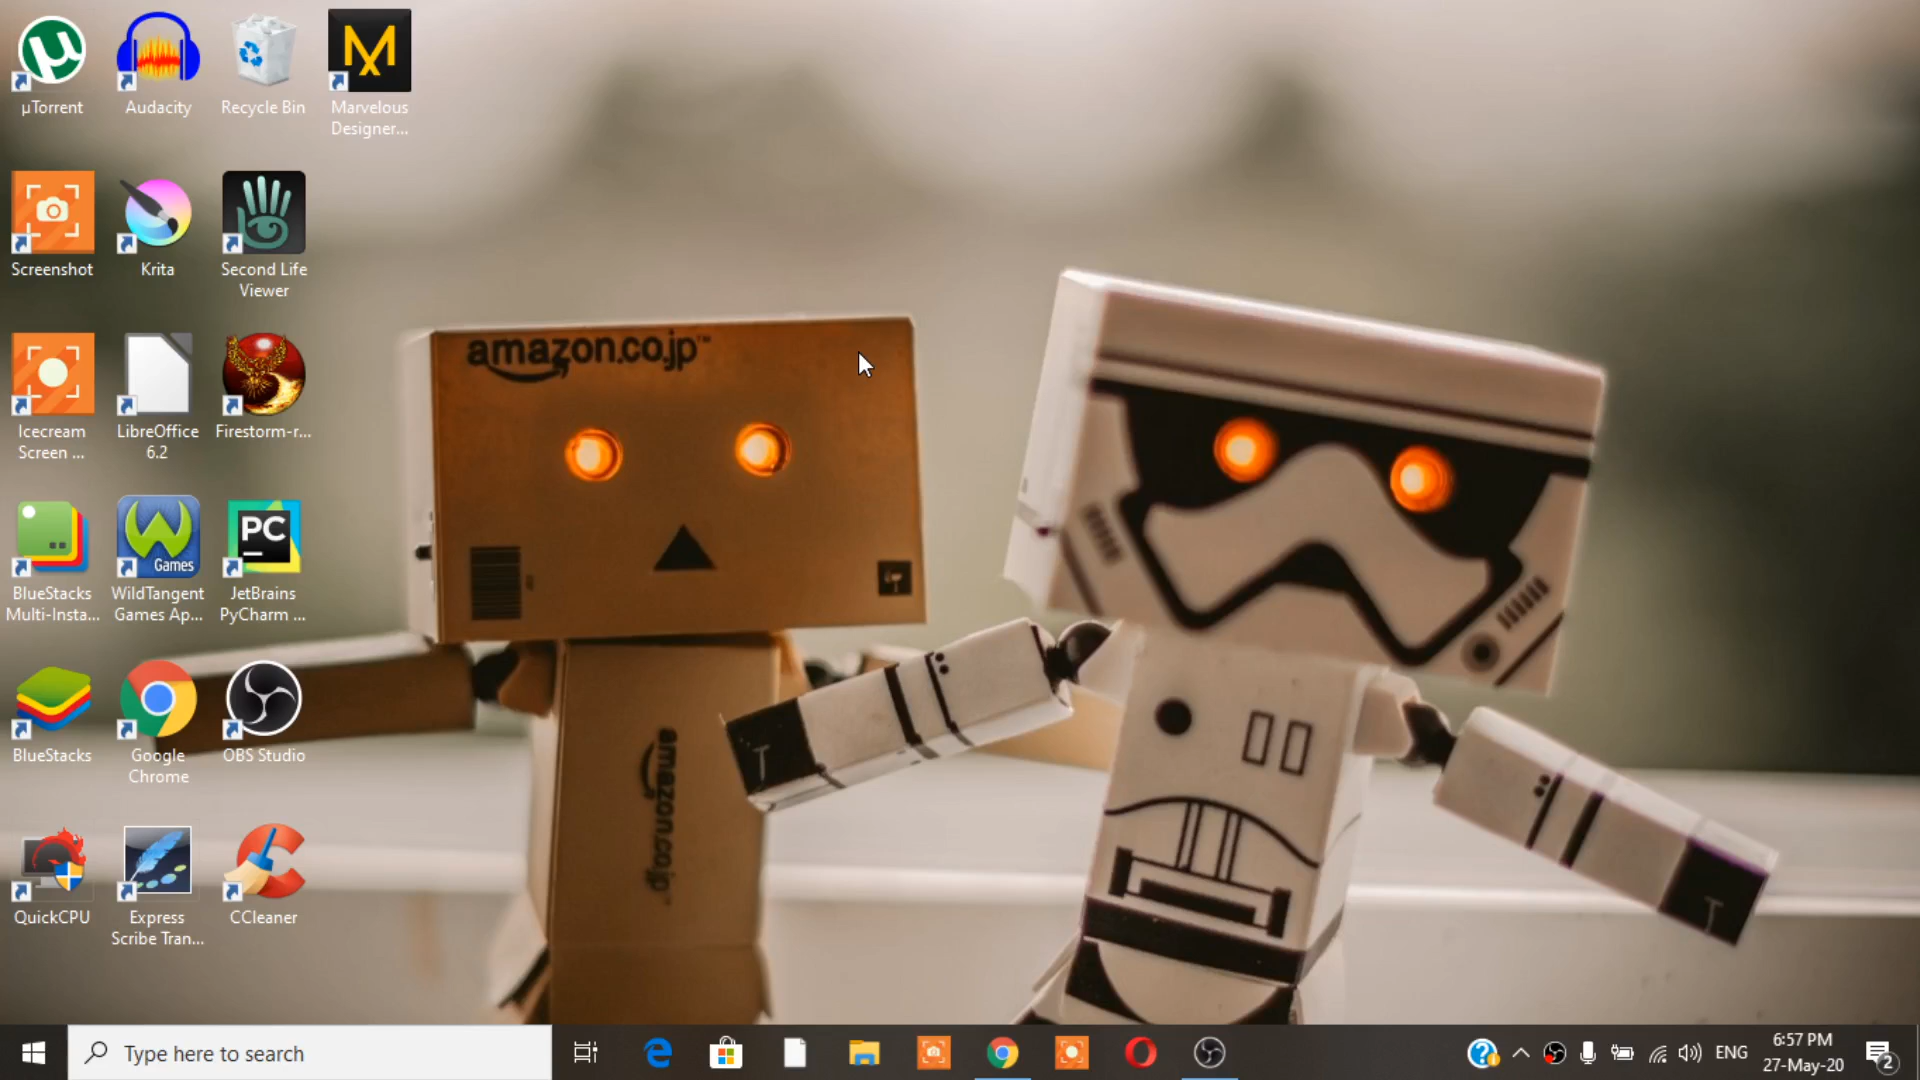 µTorrent
Audacity
Recycle Bin
Marvelous
Designer...
Screenshot
Krita
Second Life
Viewer
Icecream
Screen ...
LibreOffice
6.2
Firestorm-r...
BlueStacks
Multi-Insta...
Games
WildTangent
Games Ap...
PC
JetBrains
PyCharm ...
BlueStacks
Google
Chrome
OBS Studio
QuickCPU
Express
Scribe Tran...
CCleaner
amazon.co.jp™
amazon.co.jp
Type here to search
ENG
6:57 PM
27-May-20
2